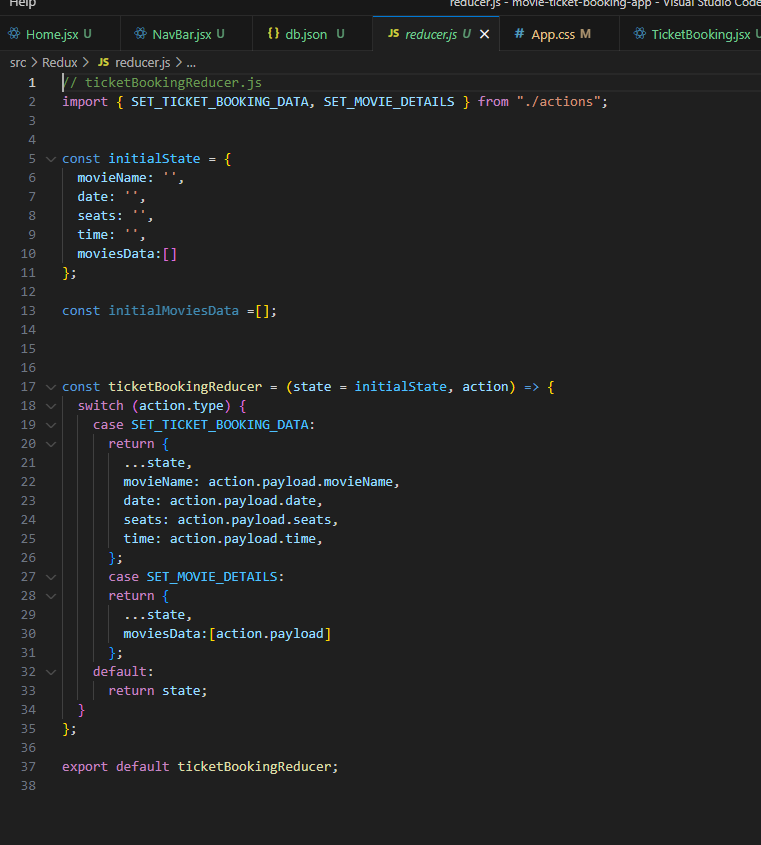 Help
reducer.js - movie-ticket-booking-app - Visual Studio Code
Home.jsx U
NavBar.jsx U
{} db.json U
JS reducer.js U ×
# App.css M
TicketBooking.jsx U
src > Redux > JS reducer.js > ...
1 // ticketBookingReducer.js
2 import { SET_TICKET_BOOKING_DATA, SET_MOVIE_DETAILS } from "./actions";
3
4
5 const initialState = {
6 movieName: '',
7 date: '',
8 seats: '',
9 time: '',
10 moviesData:[]
11 };
12
13 const initialMoviesData =[];
14
15
16
17 const ticketBookingReducer = (state = initialState, action) => {
18 switch (action.type) {
19 case SET_TICKET_BOOKING_DATA:
20 return {
21 ...state,
22 movieName: action.payload.movieName,
23 date: action.payload.date,
24 seats: action.payload.seats,
25 time: action.payload.time,
26 };
27 case SET_MOVIE_DETAILS:
28 return {
29 ...state,
30 moviesData:[action.payload]
31 };
32 default:
33 return state;
34 }
35 };
36
37 export default ticketBookingReducer;
38